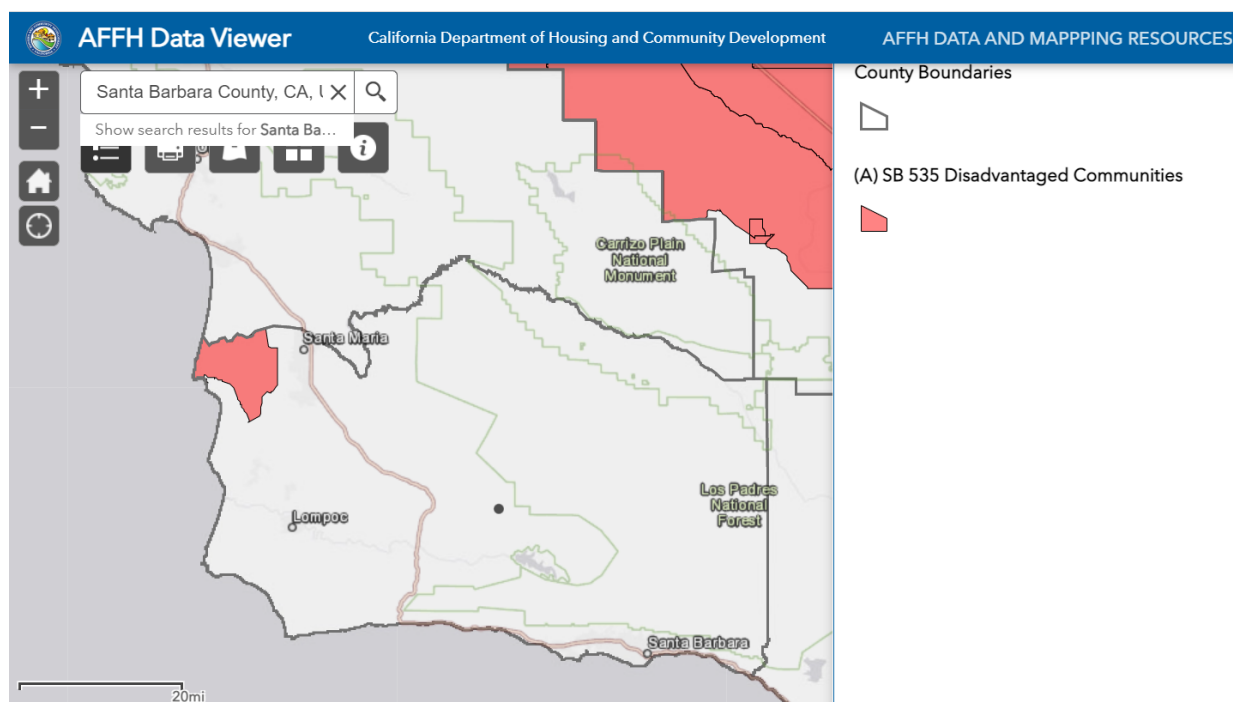 AFFH Data Viewer
California Department of Housing and Community Development
AFFH DATA AND MAPPPING RESOURCES
+
Santa Barbara County, CA, U
−
Show search results for Santa Ba…
County Boundaries
(A) SB 535 Disadvantaged Communities
Carrizo Plain
National
Monument
Santa Maria
Los Padres
National
Forest
Lompoc
Santa Barbara
20mi